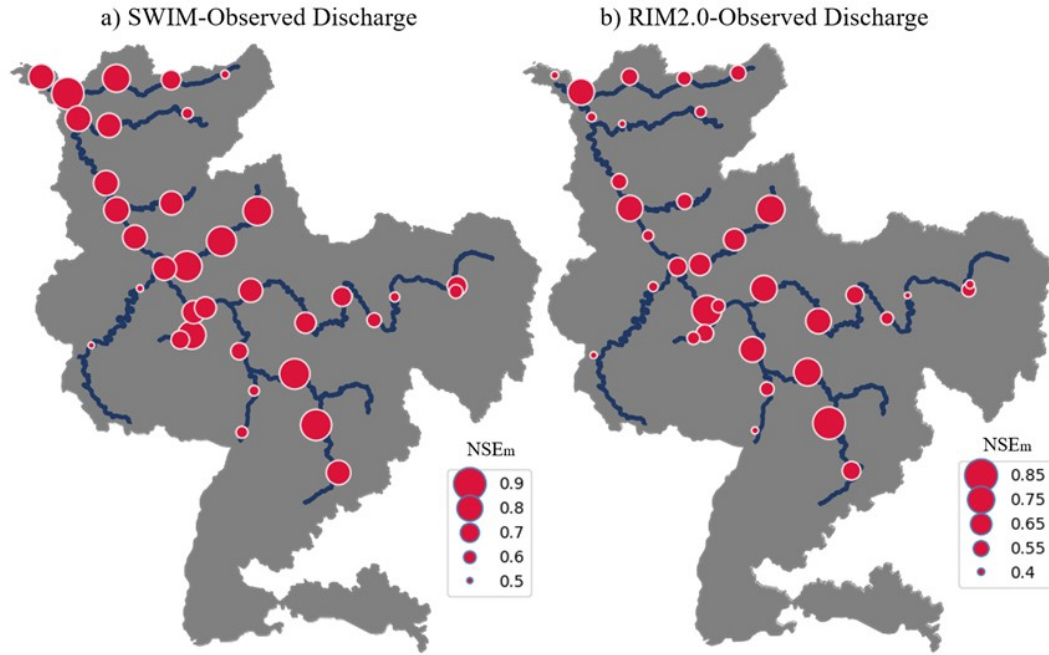 a) SWIM-Observed Discharge
b) RIM2.0-Observed Discharge
NSEm
0.9
0.8
0.7
0.6
0.5
NSEm
0.85
0.75
0.65
0.55
0.4